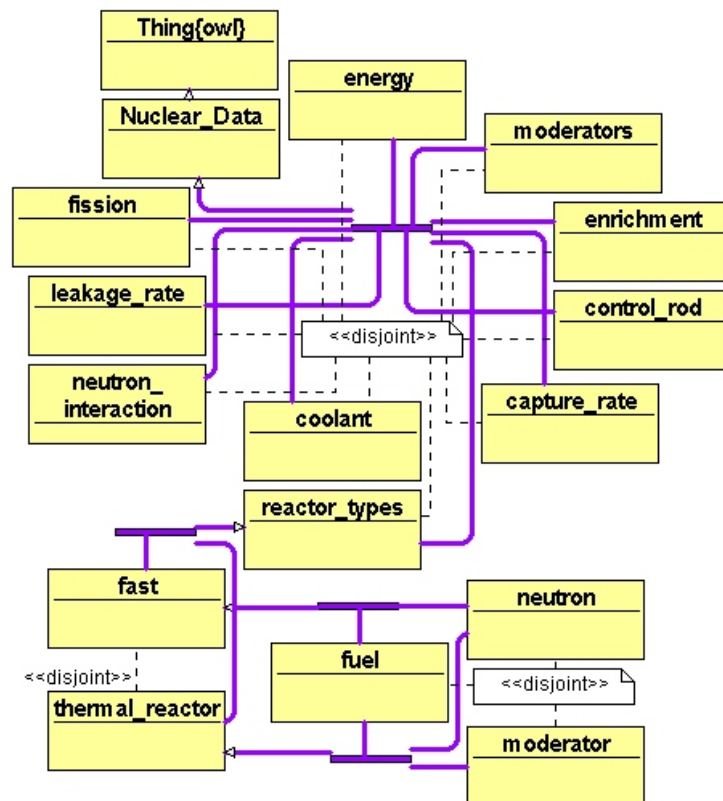 Thing{owl}
energy
Nuclear_Data
moderators
fission
enrichment
leakage_rate
control_rod
<<disjoint>>
neutron_
interaction
coolant
capture_rate
reactor_types
fast
neutron
fuel
<<disjoint>>
<<disjoint>>
thermal_reactor
moderator